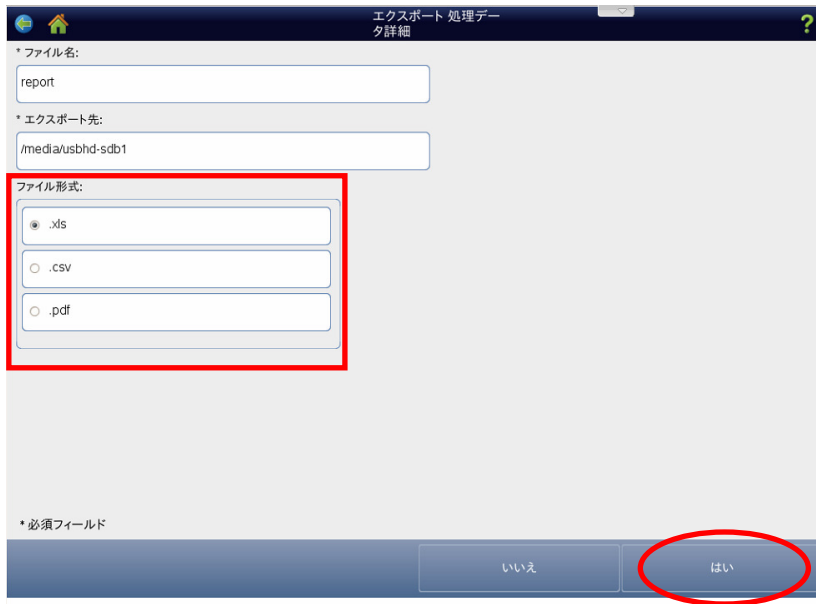 エクスポート 処理デー
タ詳細
?
* ファイル名:
report
* エクスポート先:
/media/usbhd-sdb1
ファイル形式:
.xls
.csv
.pdf
* 必須フィールド
いいえ
はい